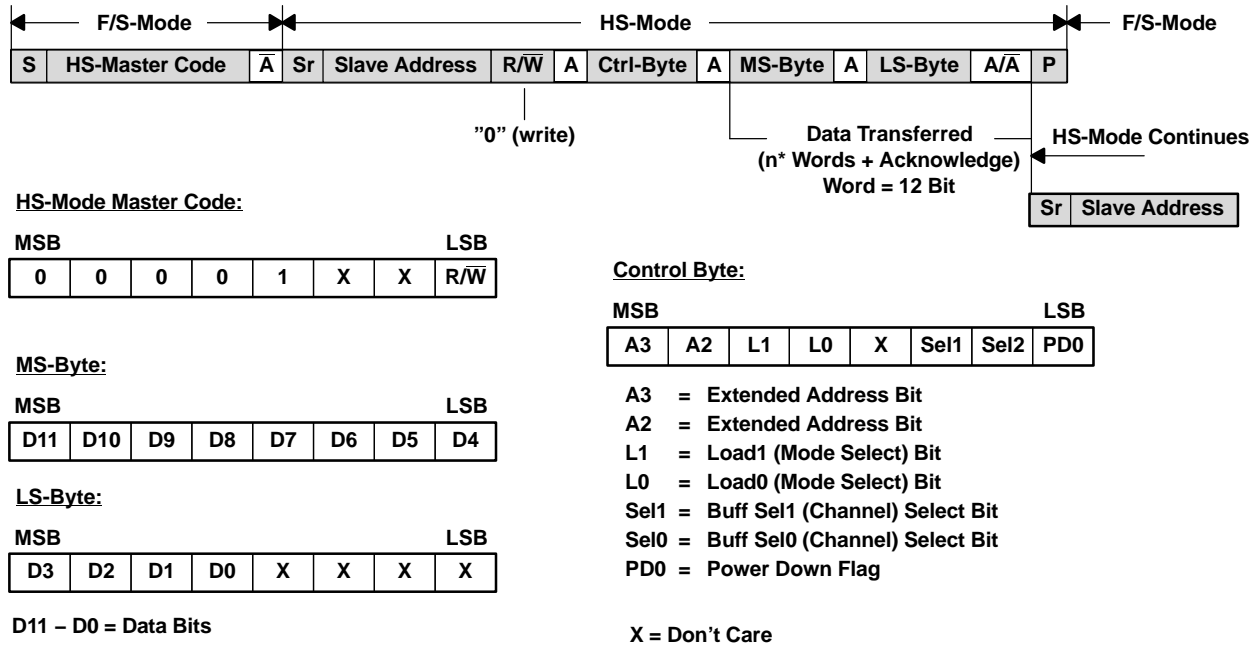 F/S-Mode HS-Mode F/S-Mode
S HS-Master Code A̅ Sr Slave Address R/W̅ A Ctrl-Byte A MS-Byte A LS-Byte A/A̅ P
”0” (write)
Data Transferred
(n* Words + Acknowledge)
Word = 12 Bit
HS-Mode Continues
Sr Slave Address
HS-Mode Master Code:
MSB LSB
0 0 0 0 1 X X R/W̅
MS-Byte:
MSB LSB
D11 D10 D9 D8 D7 D6 D5 D4
LS-Byte:
MSB LSB
D3 D2 D1 D0 X X X X
D11 – D0 = Data Bits
Control Byte:
MSB LSB
A3 A2 L1 L0 X Sel1 Sel2 PD0
A3 = Extended Address Bit
A2 = Extended Address Bit
L1 = Load1 (Mode Select) Bit
L0 = Load0 (Mode Select) Bit
Sel1 = Buff Sel1 (Channel) Select Bit
Sel0 = Buff Sel0 (Channel) Select Bit
PD0 = Power Down Flag
X = Don’t Care